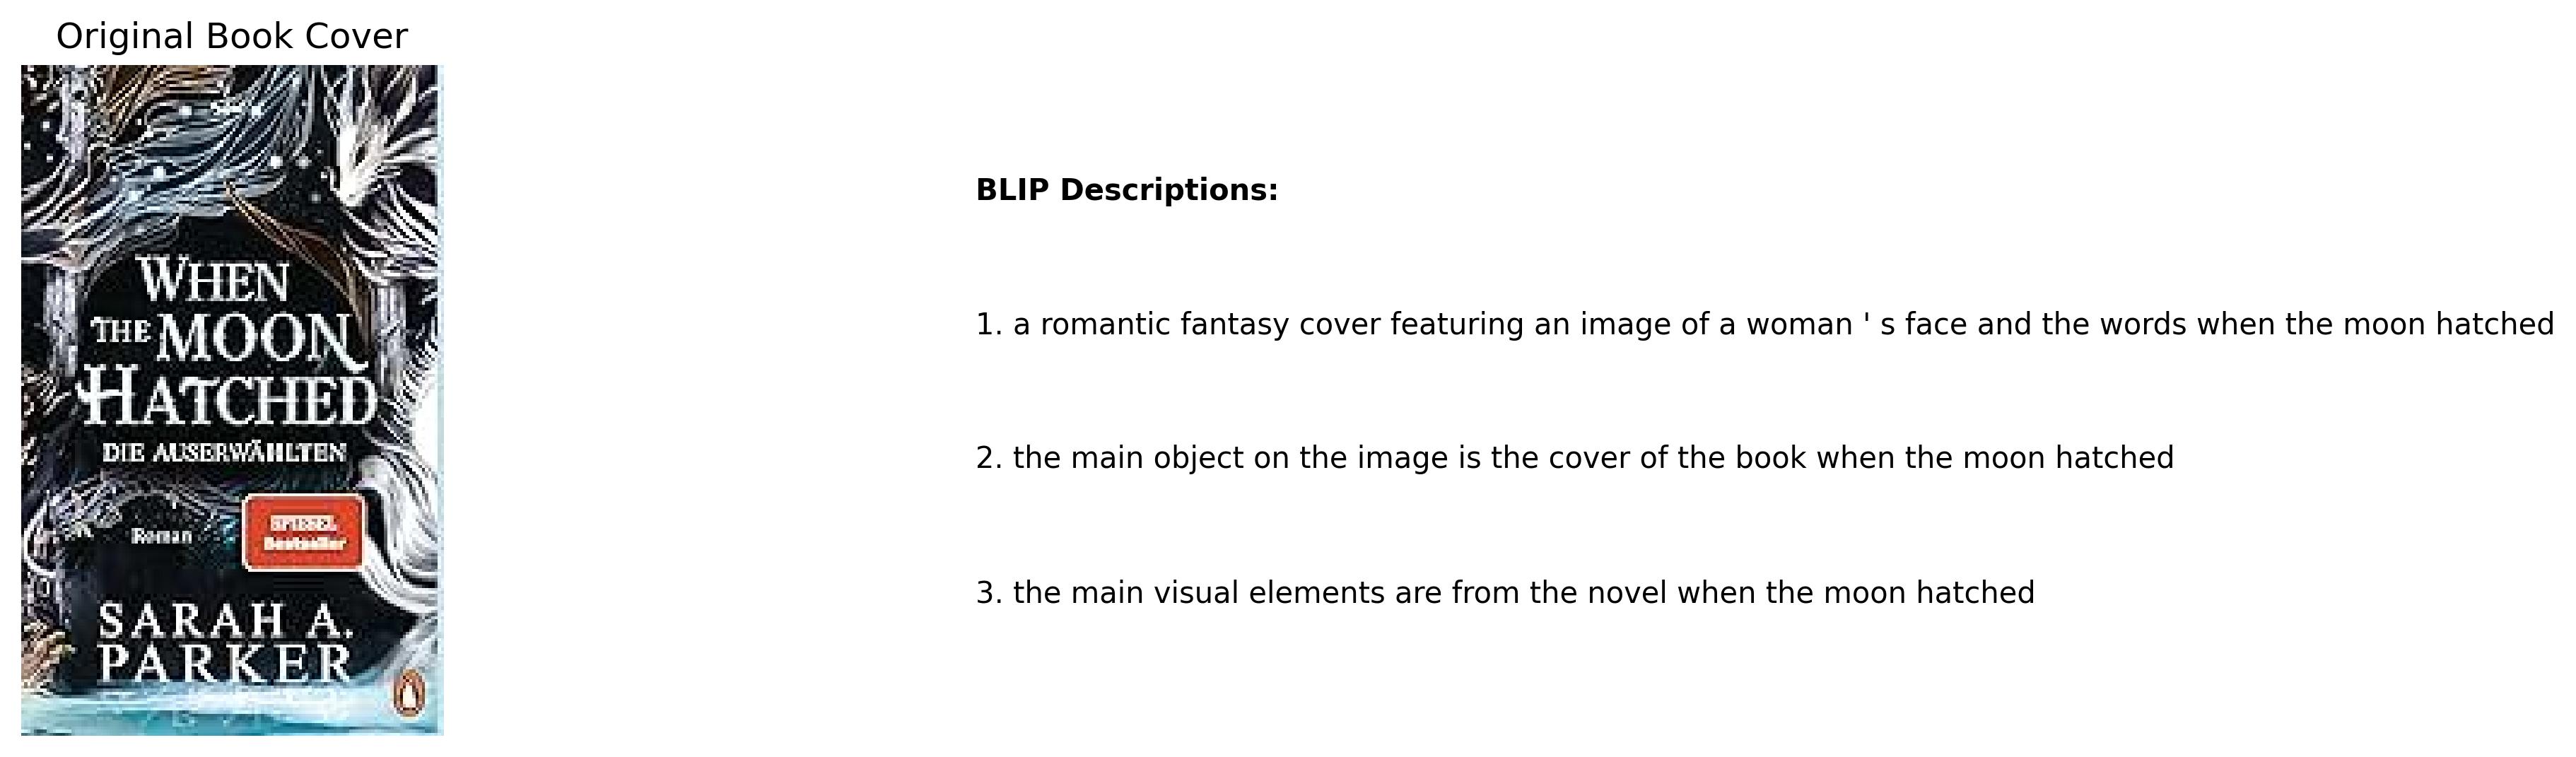 Original Book Cover
WHEN
THE MOON
HATCHED
DIE AUSERWÄHLTEN
Roman
SPIEGEL
Bestseller
SARAH A.
PARKER
BLIP Descriptions:
1. a romantic fantasy cover featuring an image of a woman ' s face and the words when the moon hatched
2. the main object on the image is the cover of the book when the moon hatched
3. the main visual elements are from the novel when the moon hatched